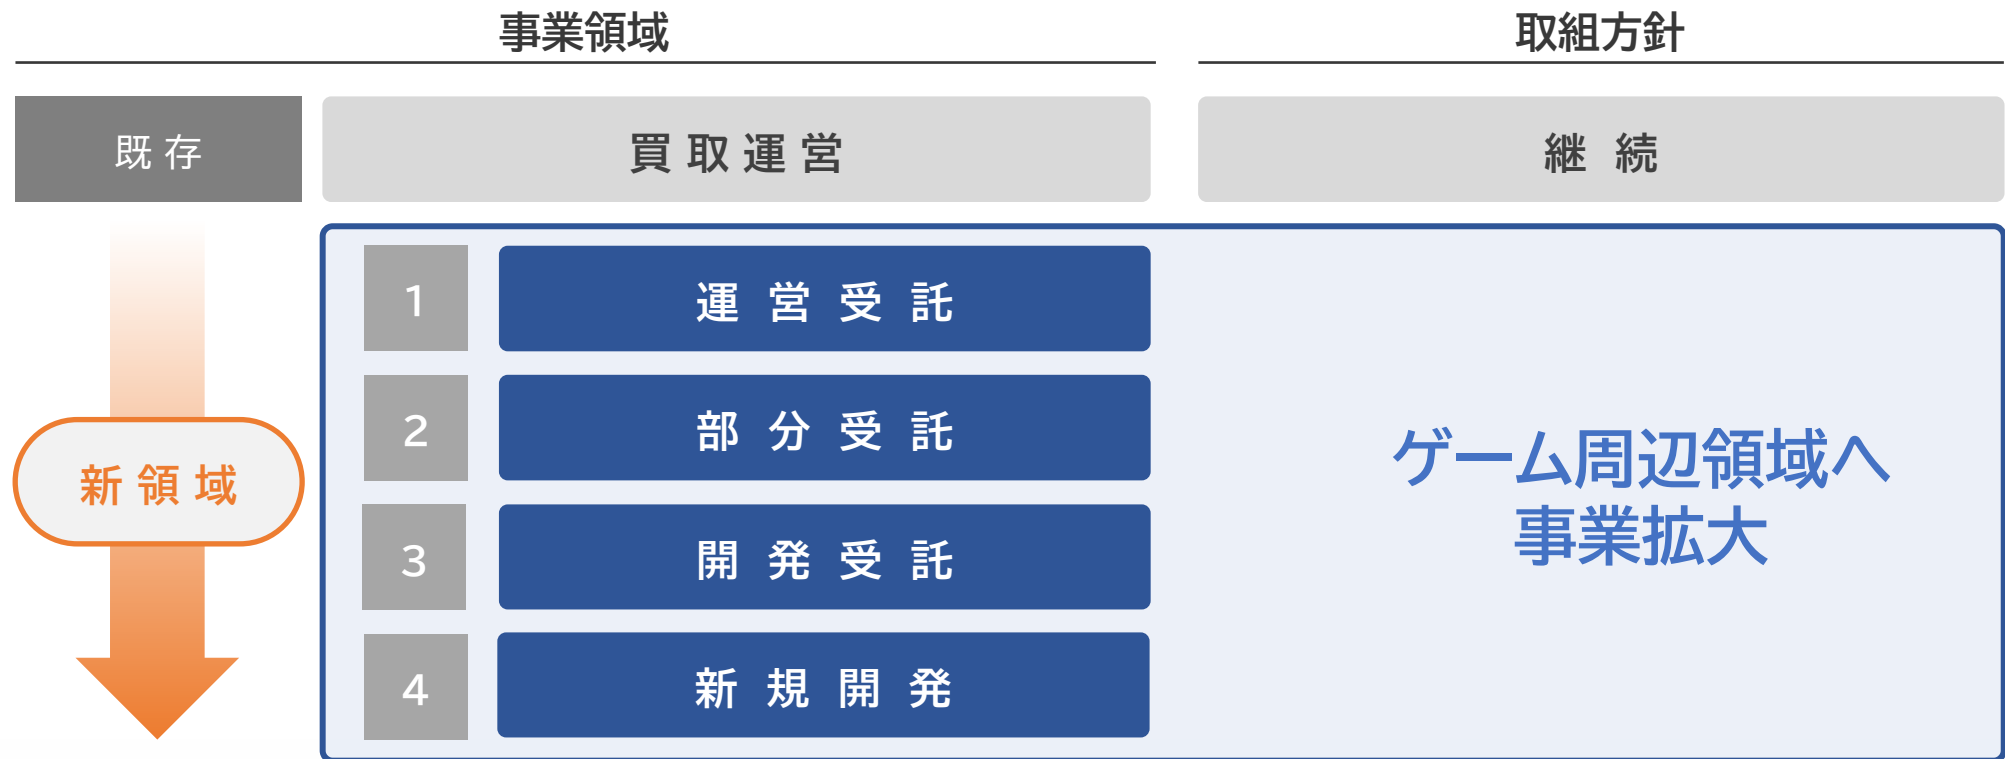 事業領域
取組方針
既存
買取運営
継続
1
運営受託
2
部分受託
新領域
3
開発受託
4
新規開発
ゲーム周辺領域へ
事業拡大